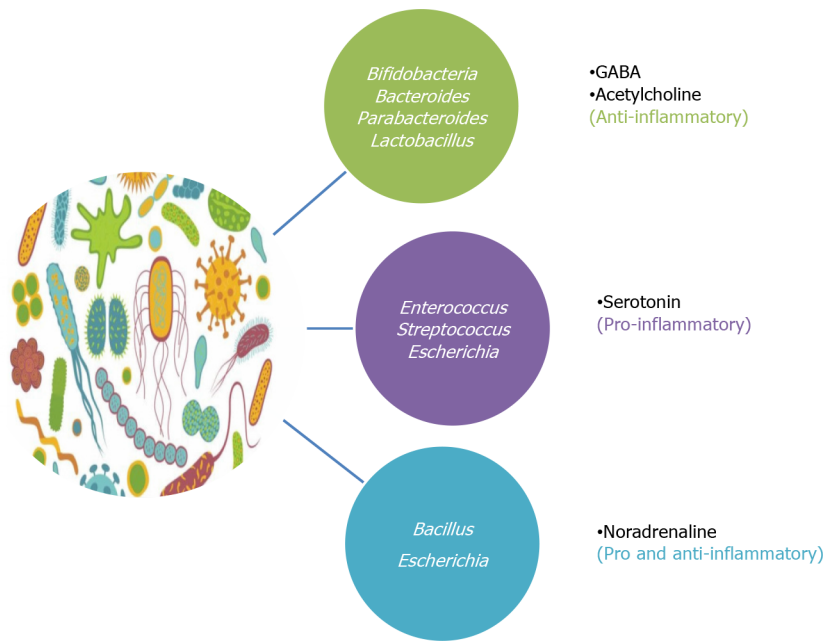 Bifidobacteria
Bacteroides
Parabacteroides
Lactobacillus
•GABA
•Acetylcholine
(Anti-inflammatory)
Enterococcus
Streptococcus
Escherichia
•Serotonin
(Pro-inflammatory)
Bacillus
Escherichia
•Noradrenaline
(Pro and anti-inflammatory)